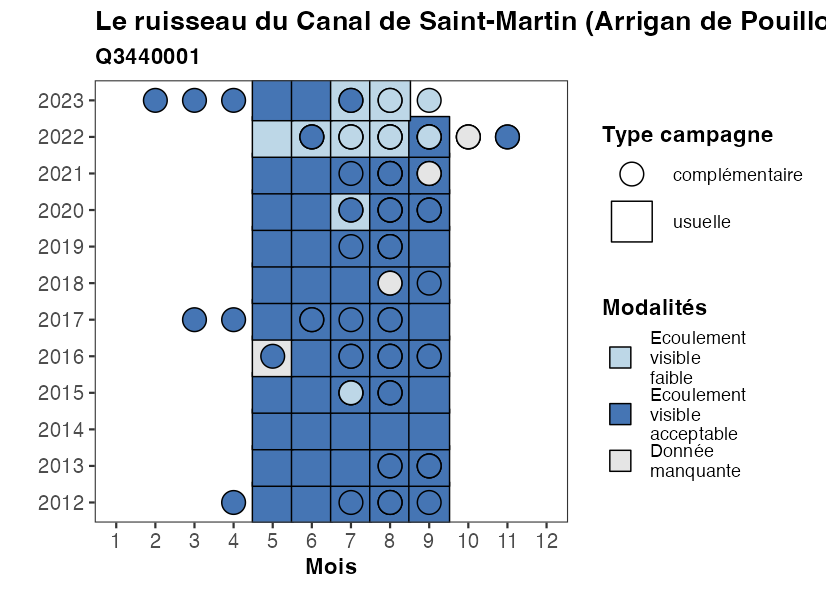 Le ruisseau du Canal de Saint-Martin (Arrigan de Pouillo
Q3440001
2023
2022
2021
2020
2019
2018
2017
2016
2015
2014
2013
2012
1 2 3 4 5 6 7 8 9 10 11 12
Mois
Type campagne
complémentaire
usuelle
Modalités
Ecoulement
visible
faible
Ecoulement
visible
acceptable
Donnée
manquante